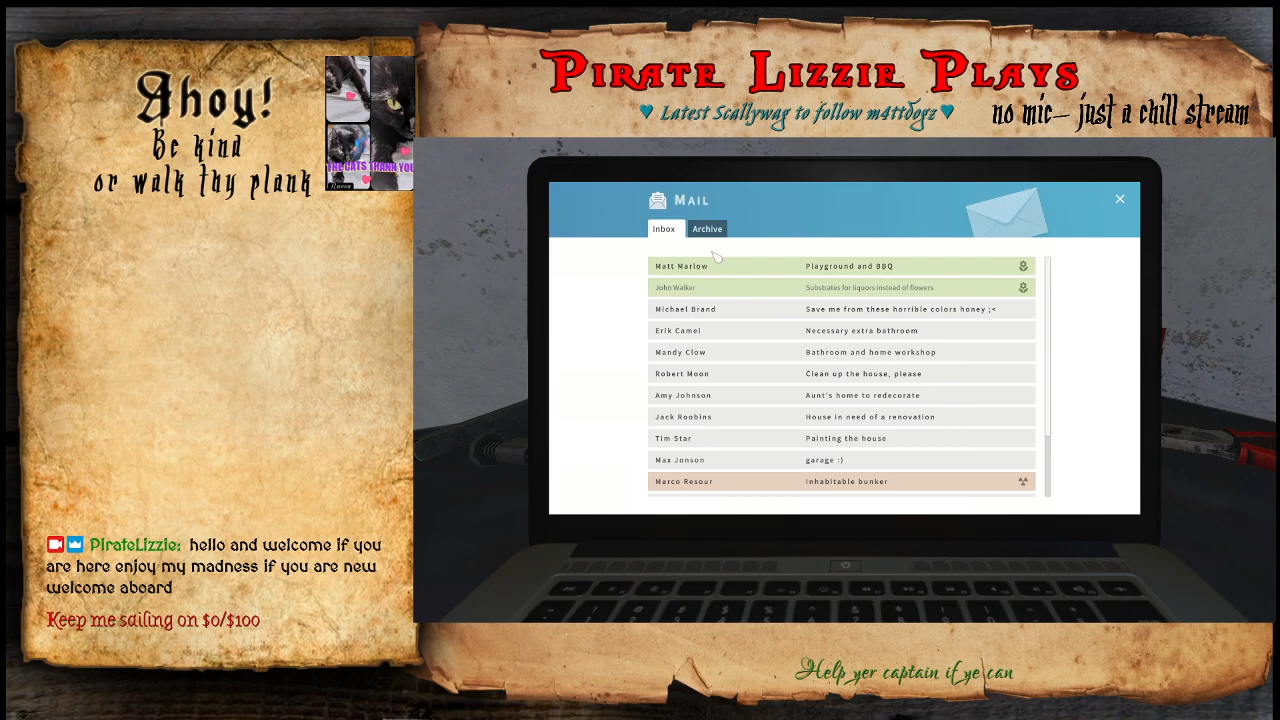 Ahoy!
Be kind
or walk thy plank
THE CATS THANK YOU
Raven
Pirate Lizzie Plays
♥ Latest Scallywag to follow m4ttdogz ♥
no mic- just a chill stream
Mail
Inbox Archive
Matt Marlow Playground and BBQ
John Walker Substrates for liquors instead of flowers
Michael Brand Save me from these horrible colors honey ;<
Erik Camel Necessary extra bathroom
Mandy Clow Bathroom and home workshop
Robert Moon Clean up the house, please
Amy Johnson Aunt's home to redecorate
Jack Roobins House in need of a renovation
Tim Star Painting the house
Max Jonson garage :)
Marco Resour Inhabitable bunker
PirateLizzie: hello and welcome if you
are here enjoy my madness if you are new
welcome aboard
Keep me sailing on $0/$100
Help yer captain if ye can